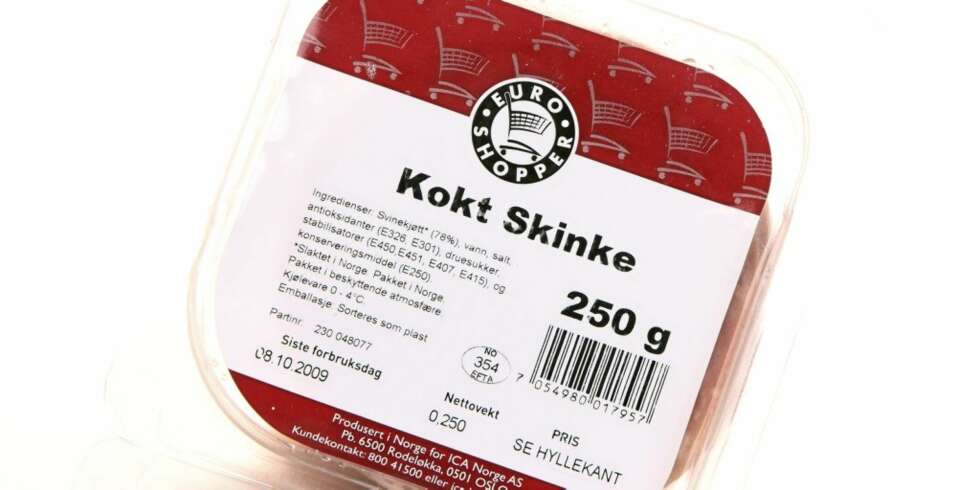 EURO SHOPPER
Kokt Skinke
250 g
Ingredienser: Svinekjøtt* (78%), vann, salt,
antioksidanter (E326, E301), druesukker,
stabilisatorer (E450,E451, E407, E415), og
konserveringsmiddel (E250).
*Slaktet i Norge. Pakket i Norge.
Pakket i beskyttende atmosfære
Kjølevare 0 - 4°C.
Emballasje: Sorteres som plast
Partinr: 230 048077
Siste forbruksdag
08.10.2009
NO
354
EFTA
Nettovekt
0,250
7 054980 017957
PRIS
SE HYLLEKANT
Produsert i Norge for ICA Norge AS
Pb. 6500 Rodeløkka, 0501 OSLO
Kundekontakt: 800 41500 eller